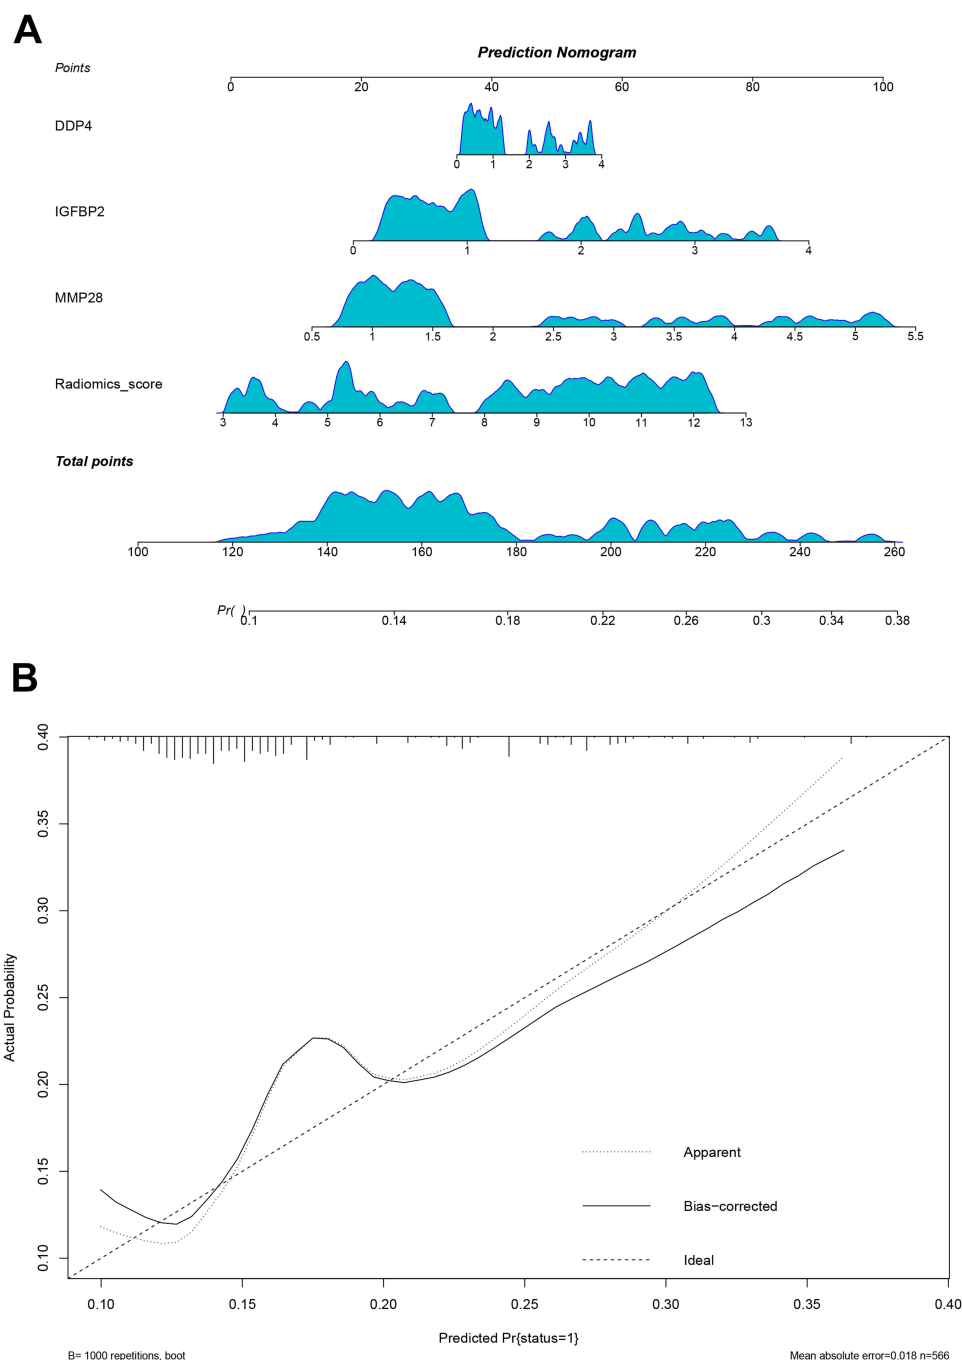 A
Prediction Nomogram
Points
0 20 40 60 80 100
DDP4
0 1 2 3 4
IGFBP2
0 1 2 3 4
MMP28
0.5 1 1.5 2 2.5 3 3.5 4 4.5 5 5.5
Radiomics_score
3 4 5 6 7 8 9 10 11 12 13
Total points
100 120 140 160 180 200 220 240 260
Pr( )
0.1 0.14 0.18 0.22 0.26 0.3 0.34 0.38
B
0.40
0.35
0.30
0.25
0.20
0.15
0.10
Actual Probability
Apparent
Bias−corrected
Ideal
0.10 0.15 0.20 0.25 0.30 0.35 0.40
Predicted Pr{status=1}
B= 1000 repetitions, boot
Mean absolute error=0.018 n=566